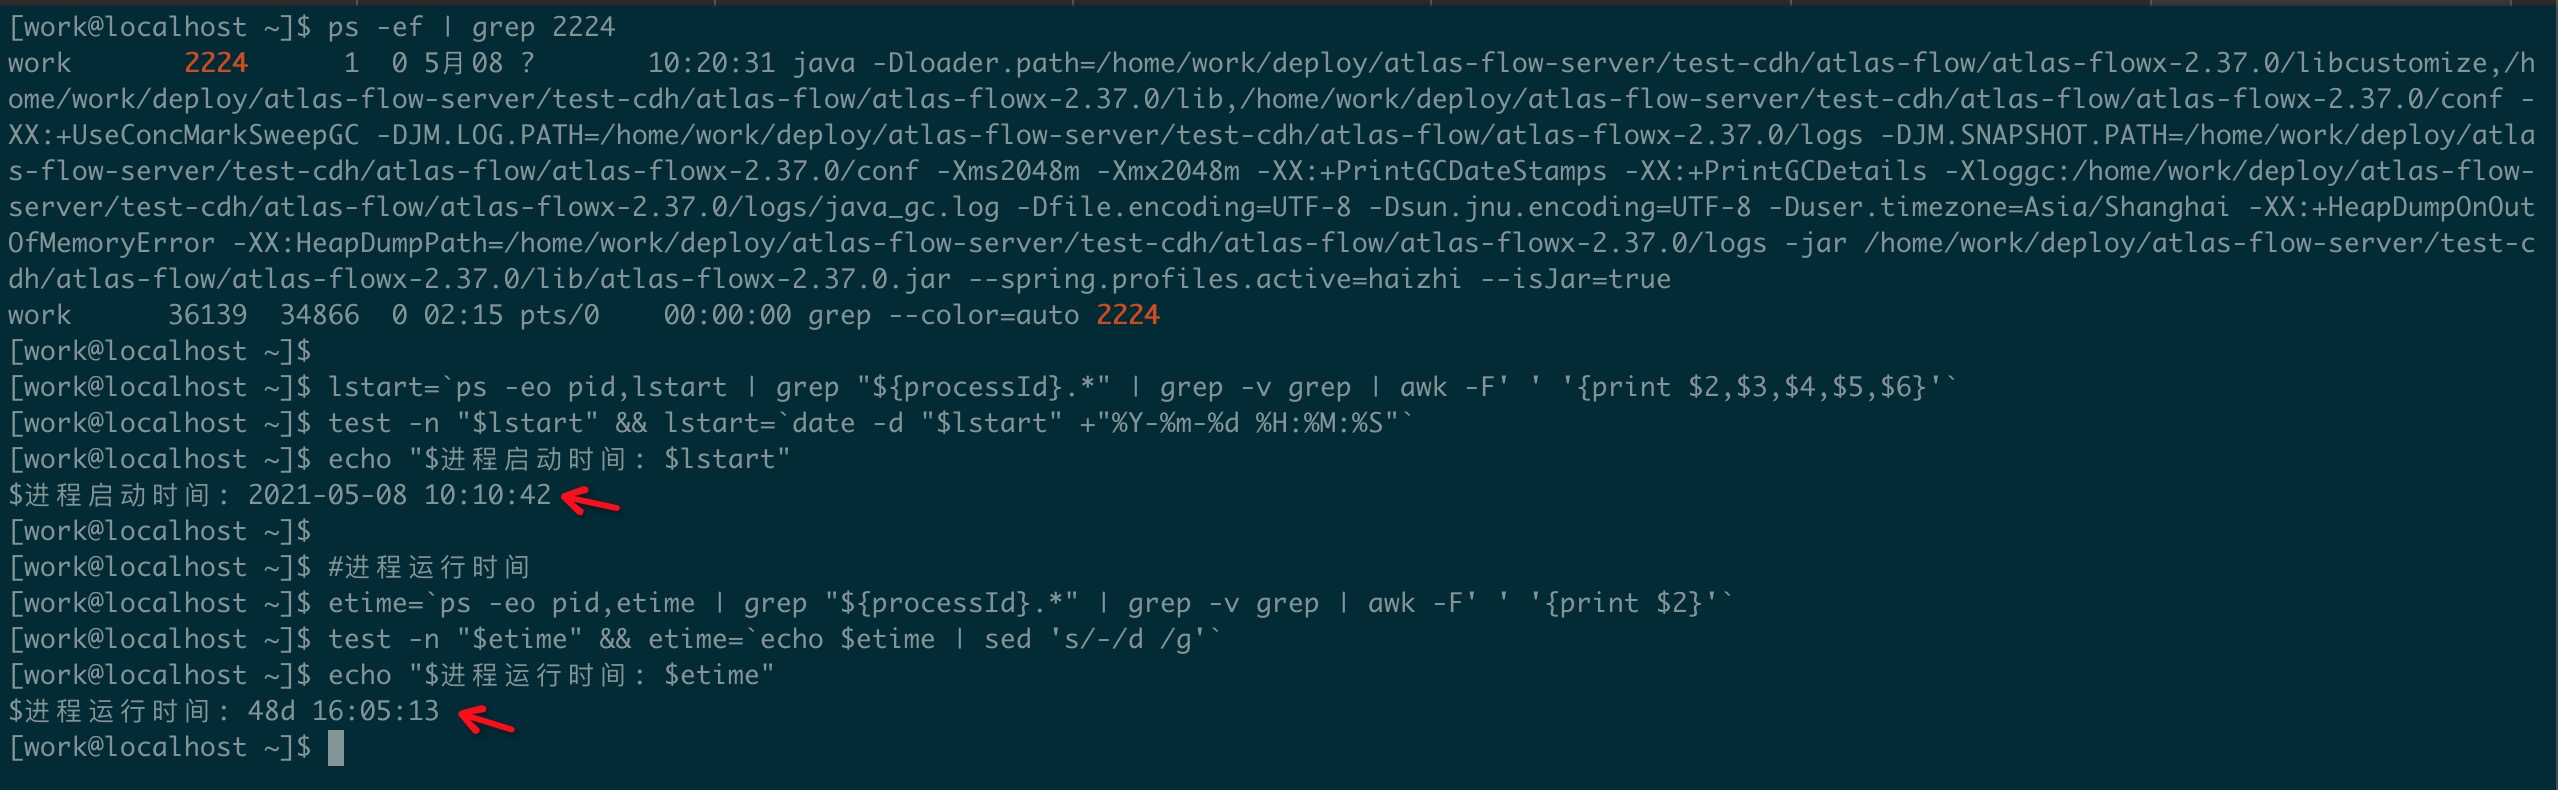 [work@localhost ~]$ ps -ef | grep 2224
work       2224      1  0 5月08 ?       10:20:31 java -Dloader.path=/home/work/deploy/atlas-flow-server/test-cdh/atlas-flow/atlas-flowx-2.37.0/libcustomize,/h
ome/work/deploy/atlas-flow-server/test-cdh/atlas-flow/atlas-flowx-2.37.0/lib,/home/work/deploy/atlas-flow-server/test-cdh/atlas-flow/atlas-flowx-2.37.0/conf -
XX:+UseConcMarkSweepGC -DJM.LOG.PATH=/home/work/deploy/atlas-flow-server/test-cdh/atlas-flow/atlas-flowx-2.37.0/logs -DJM.SNAPSHOT.PATH=/home/work/deploy/atla
s-flow-server/test-cdh/atlas-flow/atlas-flowx-2.37.0/conf -Xms2048m -Xmx2048m -XX:+PrintGCDateStamps -XX:+PrintGCDetails -Xloggc:/home/work/deploy/atlas-flow-
server/test-cdh/atlas-flow/atlas-flowx-2.37.0/logs/java_gc.log -Dfile.encoding=UTF-8 -Dsun.jnu.encoding=UTF-8 -Duser.timezone=Asia/Shanghai -XX:+HeapDumpOnOut
OfMemoryError -XX:HeapDumpPath=/home/work/deploy/atlas-flow-server/test-cdh/atlas-flow/atlas-flowx-2.37.0/logs -jar /home/work/deploy/atlas-flow-server/test-c
dh/atlas-flow/atlas-flowx-2.37.0/lib/atlas-flowx-2.37.0.jar --spring.profiles.active=haizhi --isJar=true
work      36139  34866  0 02:15 pts/0    00:00:00 grep --color=auto 2224
[work@localhost ~]$
[work@localhost ~]$ lstart=`ps -eo pid,lstart | grep "${processId}.*" | grep -v grep | awk -F' ' '{print $2,$3,$4,$5,$6}'`
[work@localhost ~]$ test -n "$lstart" && lstart=`date -d "$lstart" +"%Y-%m-%d %H:%M:%S"`
[work@localhost ~]$ echo "$进程启动时间: $lstart"
$进程启动时间: 2021-05-08 10:10:42
[work@localhost ~]$
[work@localhost ~]$ #进程运行时间
[work@localhost ~]$ etime=`ps -eo pid,etime | grep "${processId}.*" | grep -v grep | awk -F' ' '{print $2}'`
[work@localhost ~]$ test -n "$etime" && etime=`echo $etime | sed 's/-/d /g'`
[work@localhost ~]$ echo "$进程运行时间: $etime"
$进程运行时间: 48d 16:05:13
[work@localhost ~]$